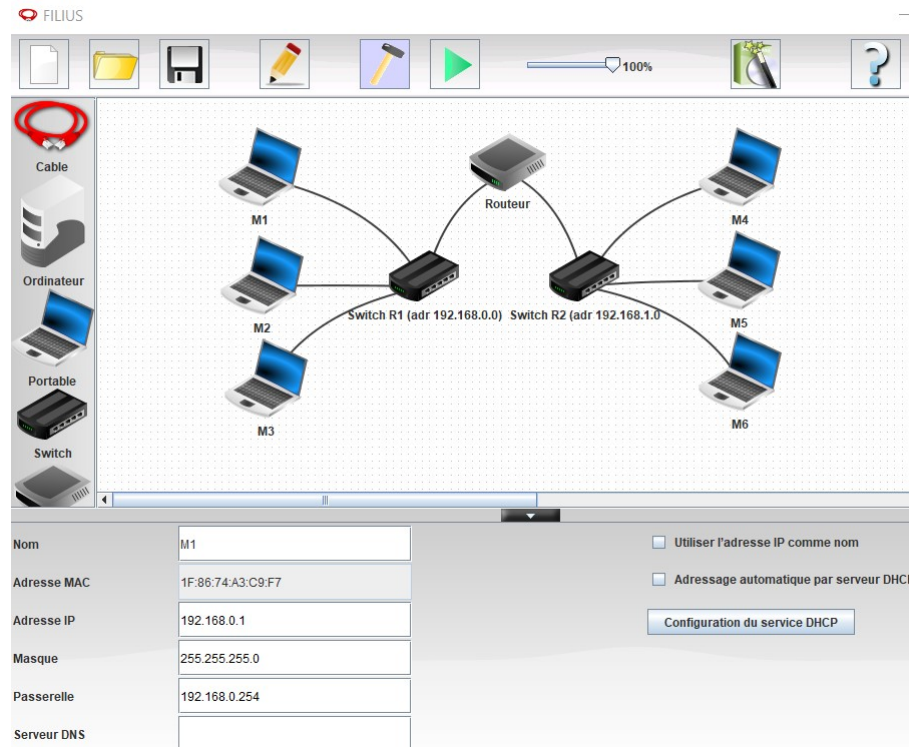 FILIUS
100%
Cable
Ordinateur
Portable
Switch
M1
M2
M3
Routeur
Switch R1 (adr 192.168.0.0)
Switch R2 (adr 192.168.1.0
M4
M5
M6
Nom
M1
Adresse MAC
1F:86:74:A3:C9:F7
Adresse IP
192.168.0.1
Masque
255.255.255.0
Passerelle
192.168.0.254
Serveur DNS
Utiliser l'adresse IP comme nom
Adressage automatique par serveur DHC
Configuration du service DHCP